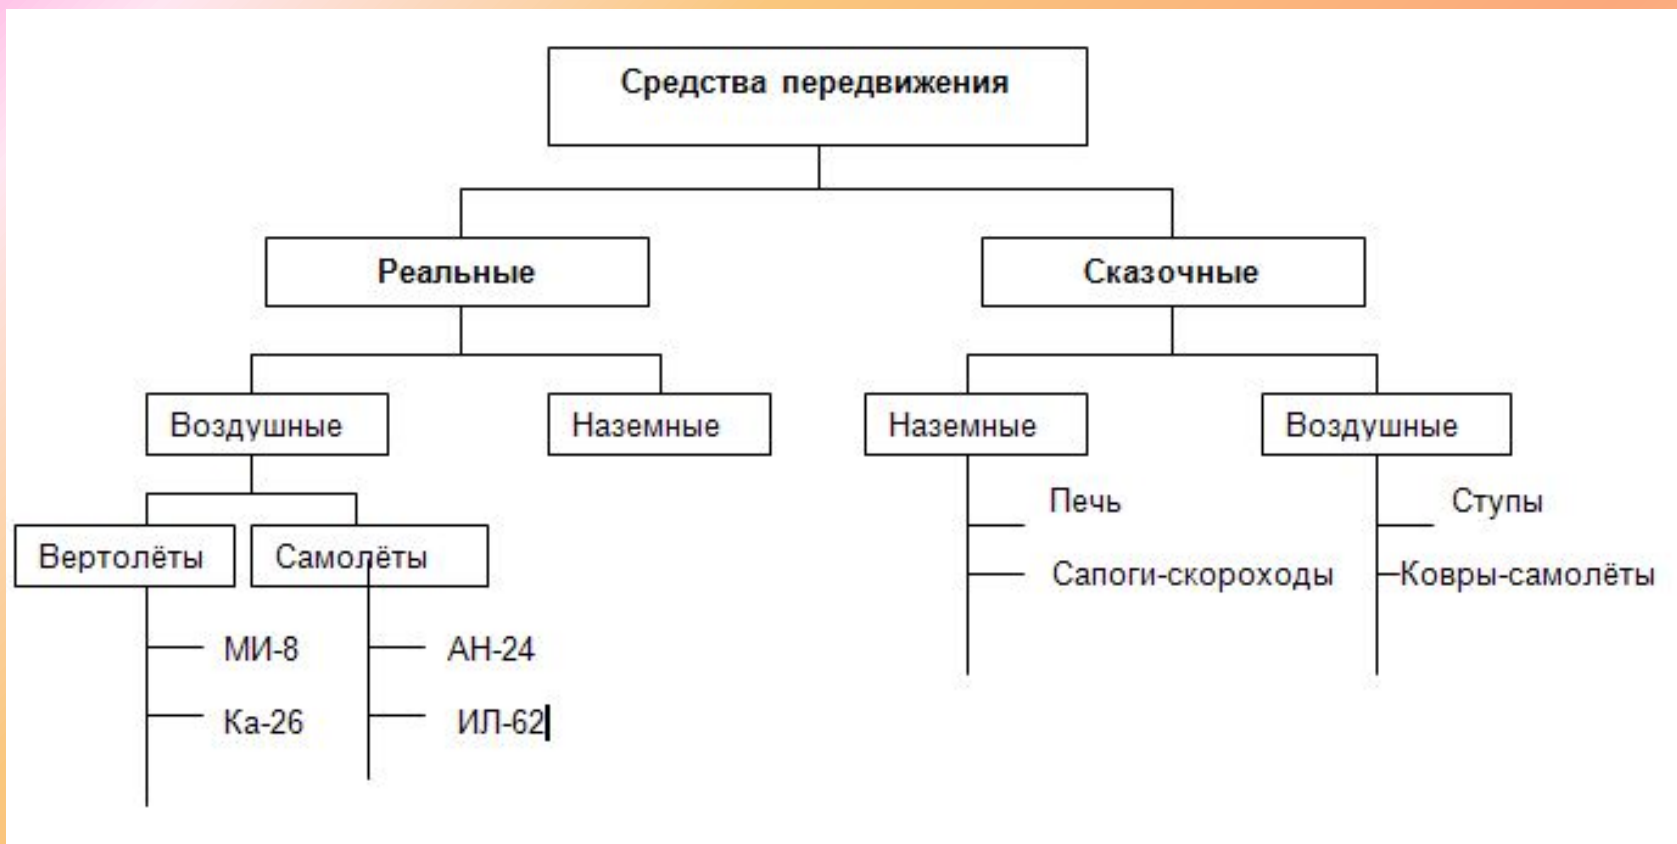 Средства передвижения
Реальные
Сказочные
Воздушные
Наземные
Наземные
Воздушные
Печь
Ступы
Вертолёты
Самолёты
Сапоги-скороходы
Ковры-самолёты
МИ-8
АН-24
Ка-26
ИЛ-62